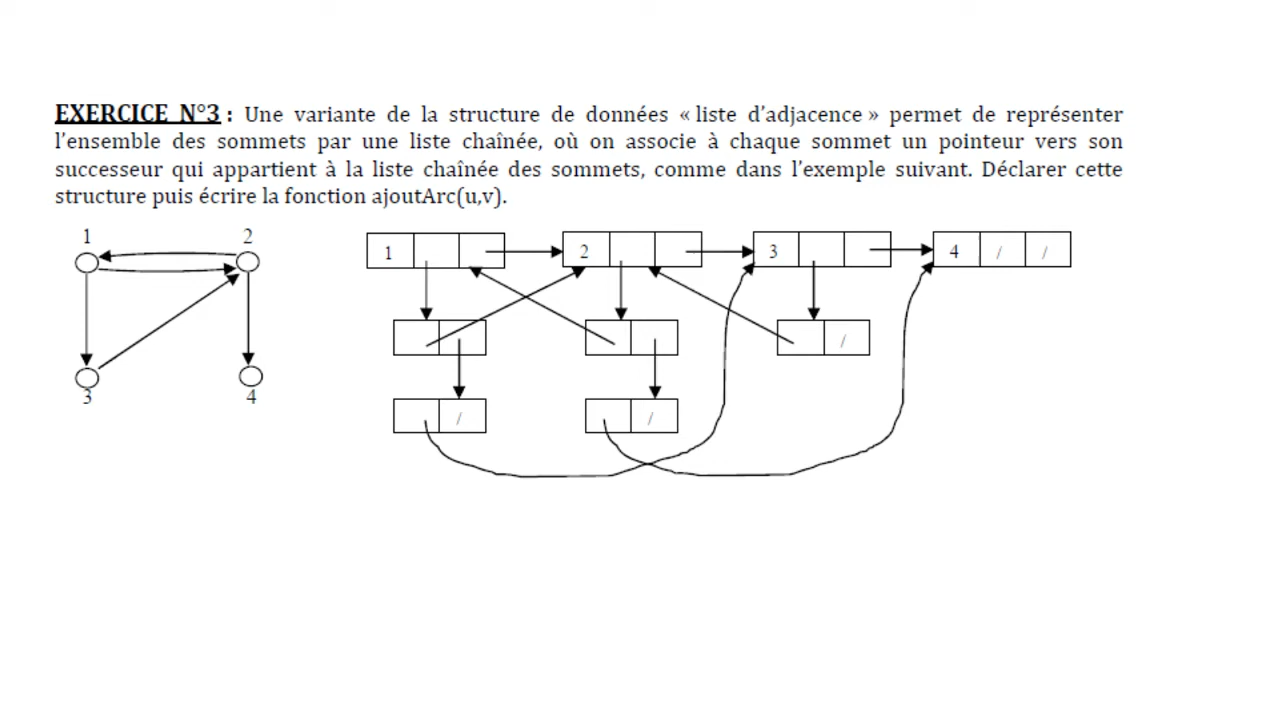 EXERCICE N°3 : Une variante de la structure de données « liste d’adjacence » permet de représenter
l’ensemble des sommets par une liste chaînée, où on associe à chaque sommet un pointeur vers son
successeur qui appartient à la liste chaînée des sommets, comme dans l’exemple suivant. Déclarer cette
structure puis écrire la fonction ajoutArc(u,v).
1 2
1 2 3 4 / /
/
3 4
/ /